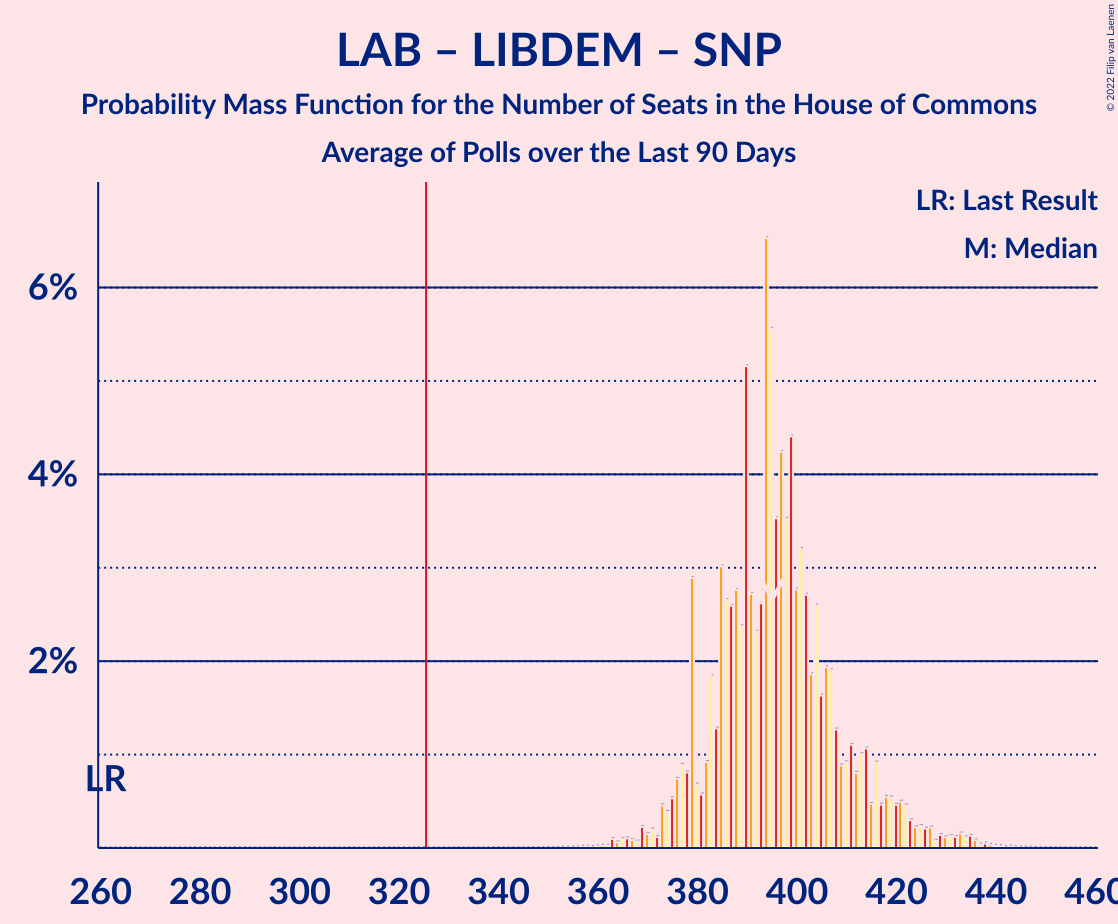 LAB – LIBDEM – SNP
Probability Mass Function for the Number of Seats in the House of Commons
Average of Polls over the Last 90 Days
© 2022 Filip van Laenen
LR: Last Result
M: Median
6%
4%
2%
LR
260 280 300 320 340 360 380 400 420 440 460